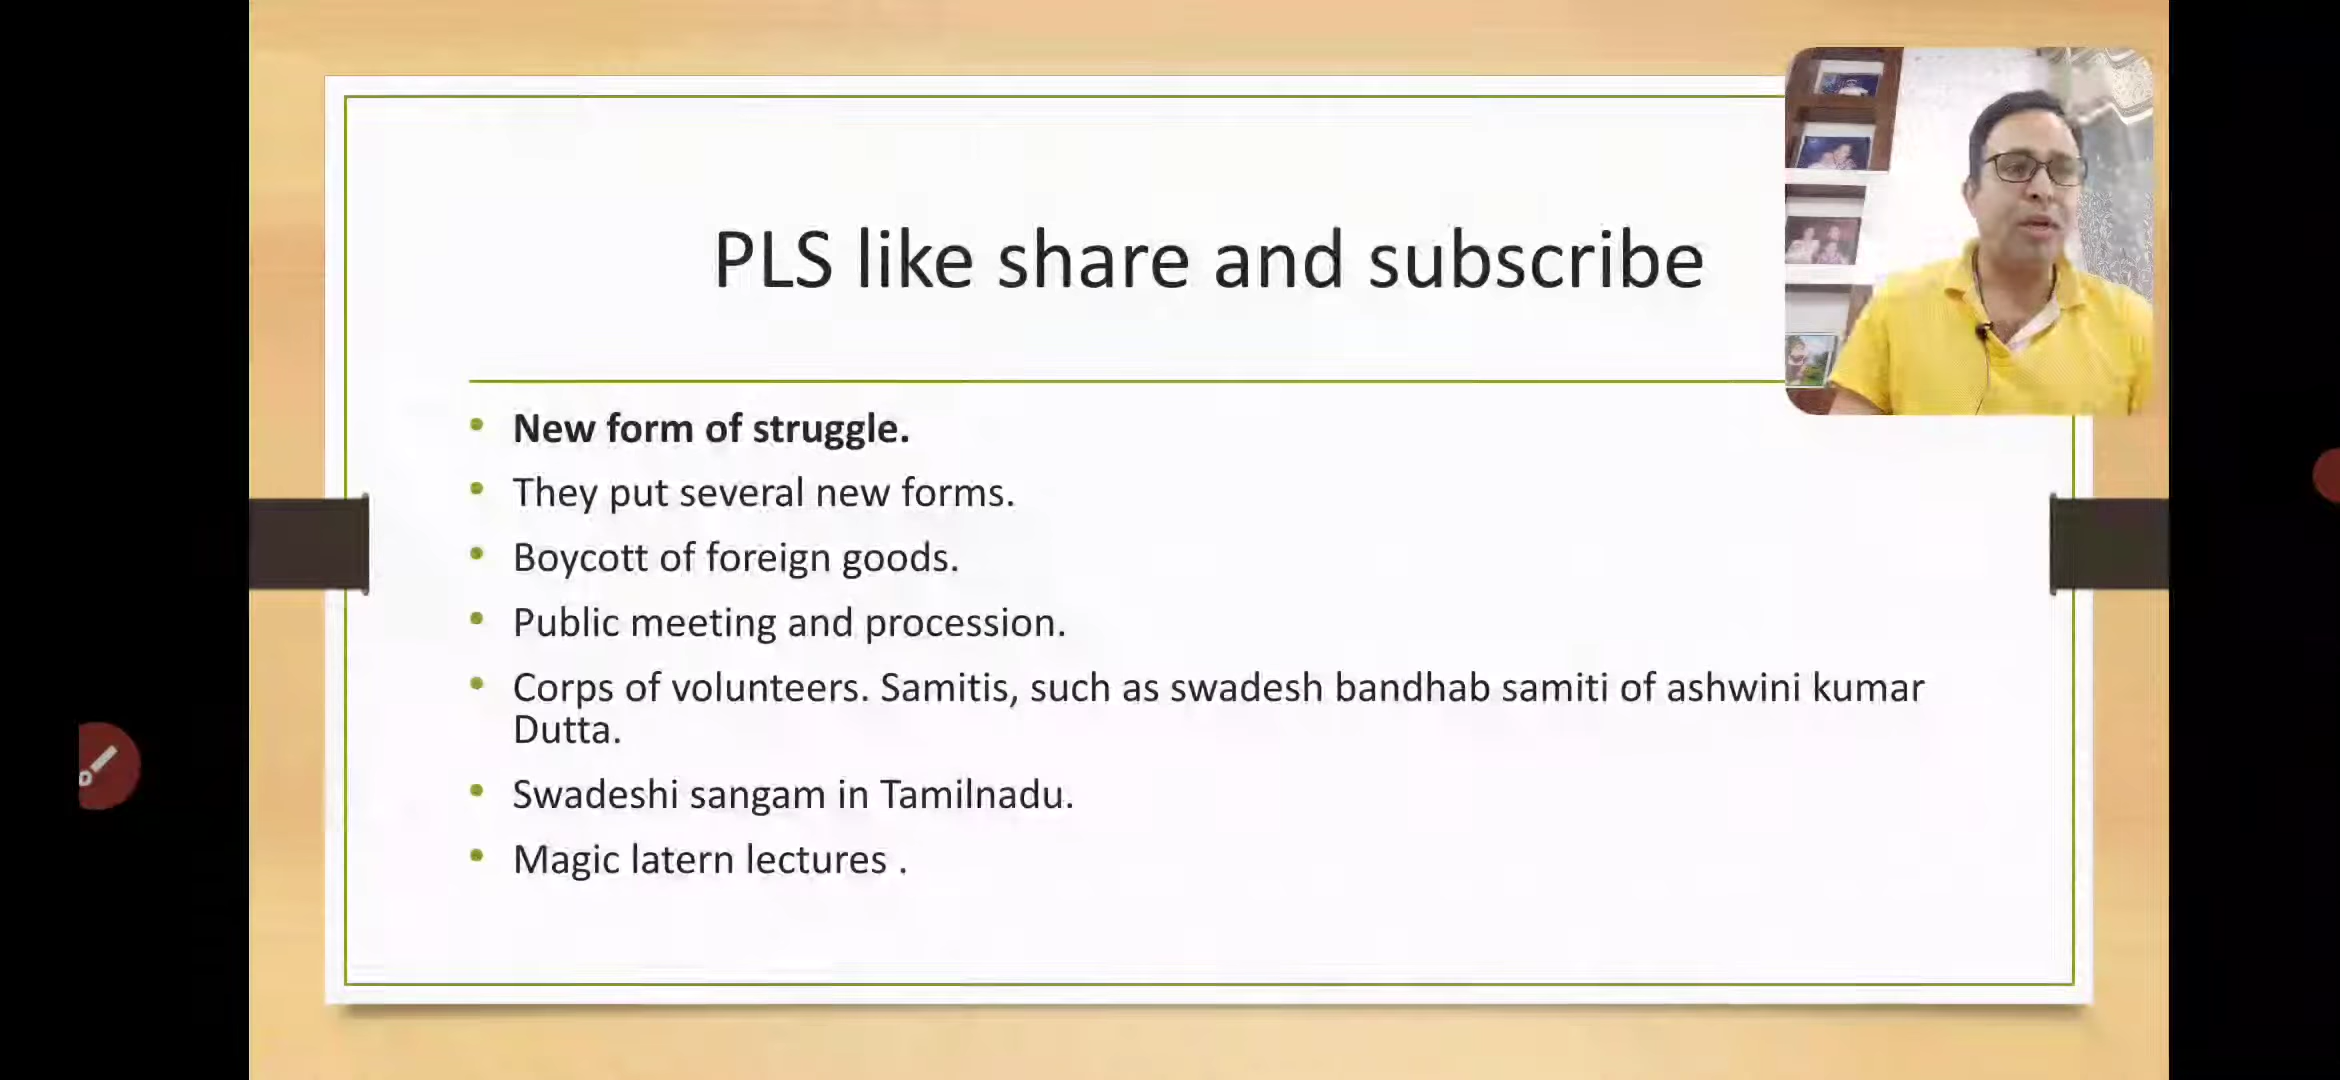 PLS like share and subscribe
New form of struggle.
They put several new forms.
Boycott of foreign goods.
Public meeting and procession.
Corps of volunteers. Samitis, such as swadesh bandhab samiti of ashwini kumar
Dutta.
Swadeshi sangam in Tamilnadu.
Magic latern lectures .